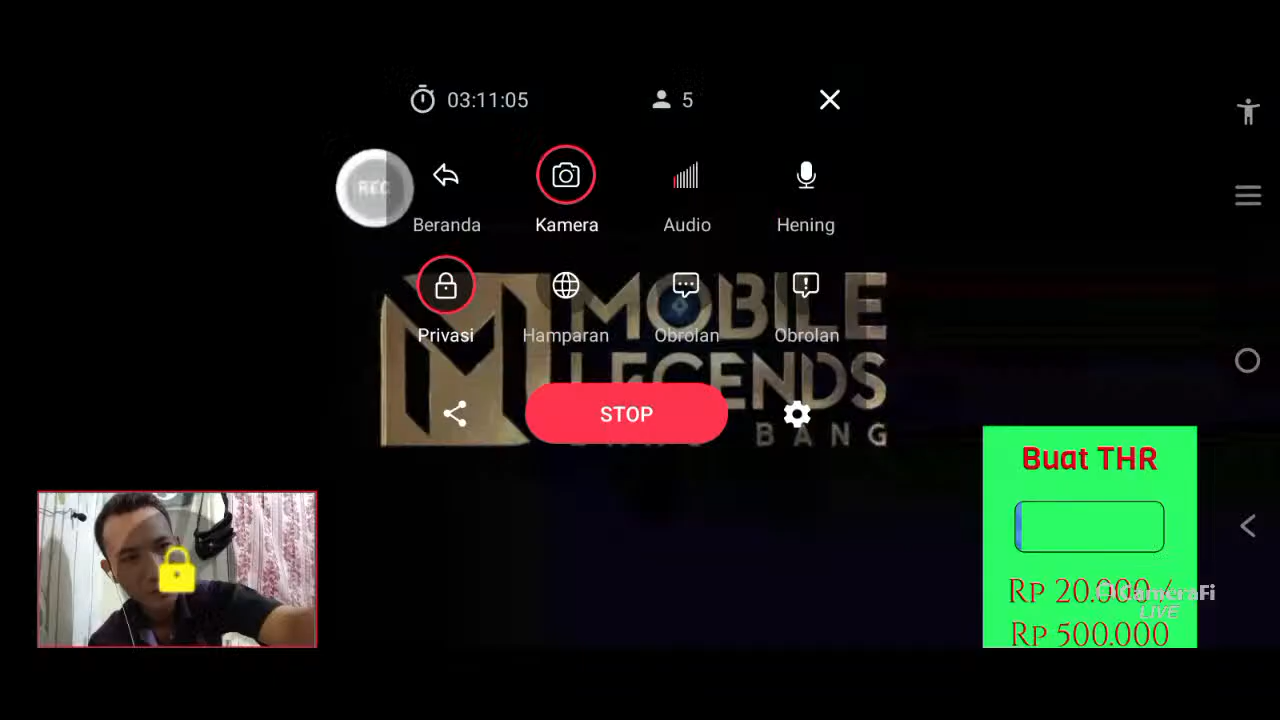 03:11:05
5
REC
Beranda
Kamera
Audio
Hening
Privasi
Hamparan
Obrolan
Obrolan
MOBILE
LEGENDS
BANG
STOP
Buat THR
Rp 20.000 /
Rp 500.000
CameraFi
LIVE